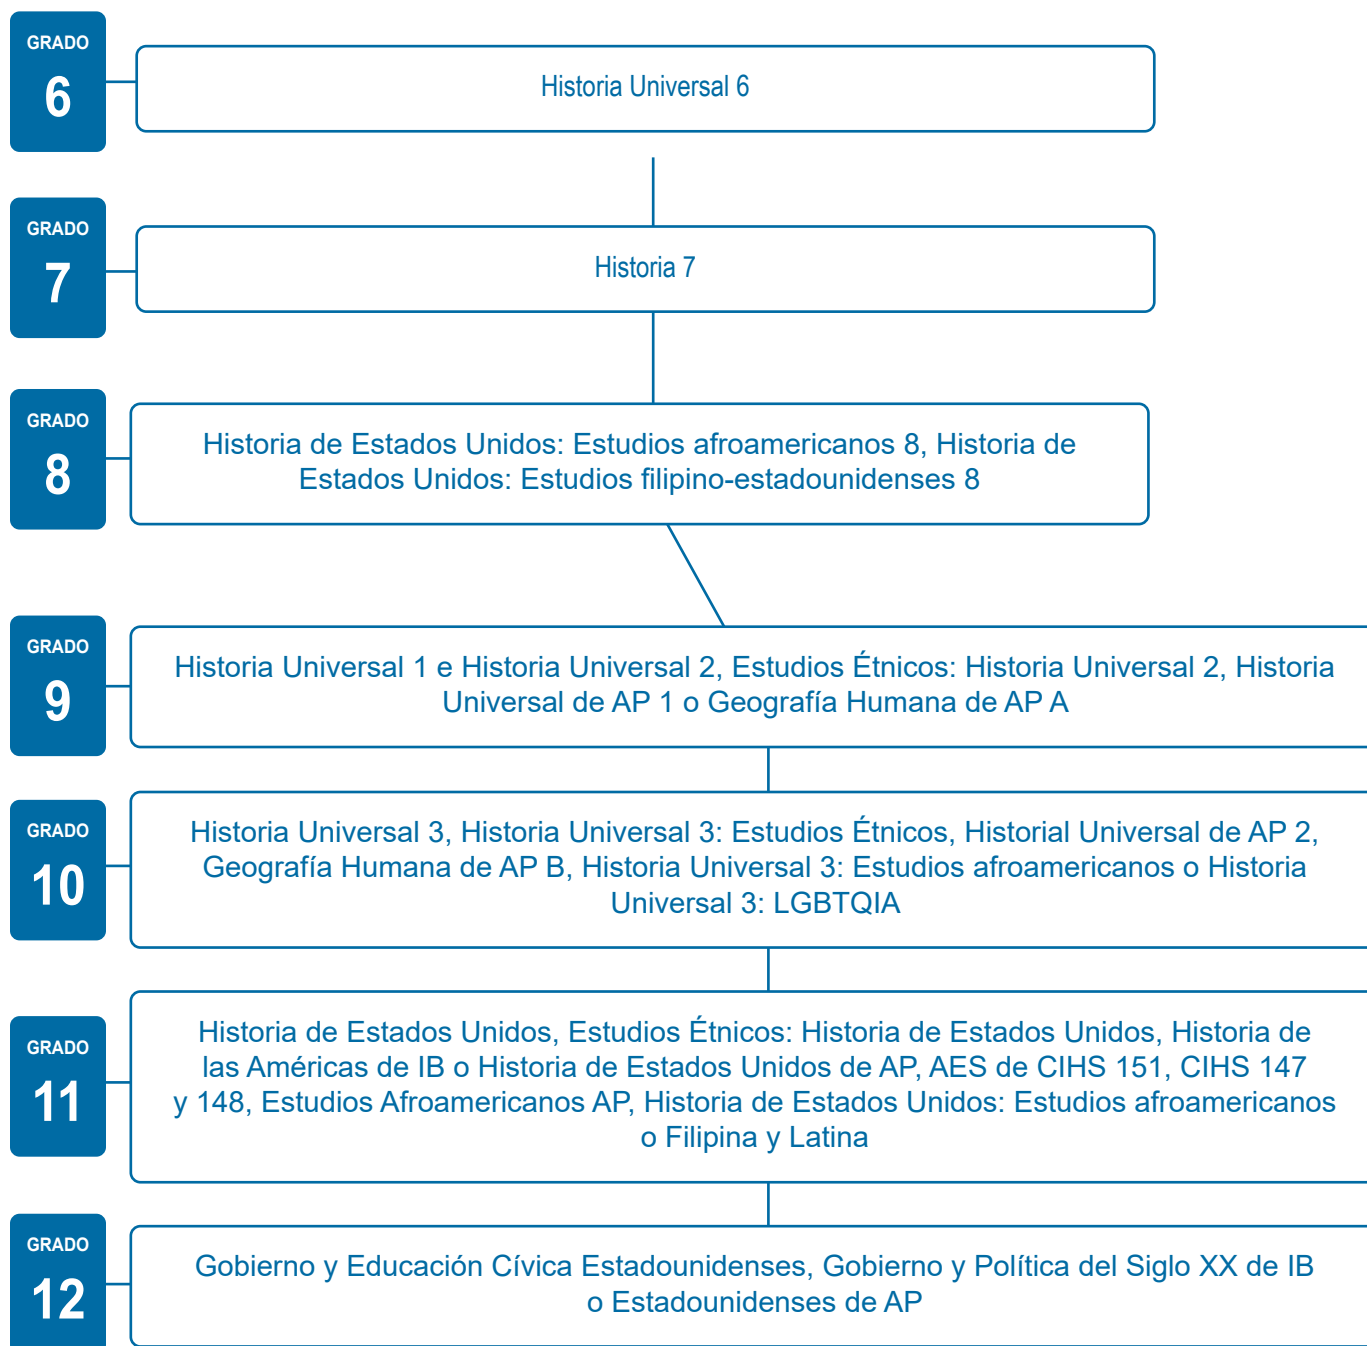 GRADO
6
Historia Universal 6
GRADO
7
Historia 7
GRADO
8
Historia de Estados Unidos: Estudios afroamericanos 8, Historia de
Estados Unidos: Estudios filipino-estadounidenses 8
GRADO
9
Historia Universal 1 e Historia Universal 2, Estudios Étnicos: Historia Universal 2, Historia
Universal de AP 1 o Geografía Humana de AP A
GRADO
10
Historia Universal 3, Historia Universal 3: Estudios Étnicos, Historial Universal de AP 2,
Geografía Humana de AP B, Historia Universal 3: Estudios afroamericanos o Historia
Universal 3: LGBTQIA
GRADO
11
Historia de Estados Unidos, Estudios Étnicos: Historia de Estados Unidos, Historia de
las Américas de IB o Historia de Estados Unidos de AP, AES de CIHS 151, CIHS 147
y 148, Estudios Afroamericanos AP, Historia de Estados Unidos: Estudios afroamericanos
o Filipina y Latina
GRADO
12
Gobierno y Educación Cívica Estadounidenses, Gobierno y Política del Siglo XX de IB
o Estadounidenses de AP